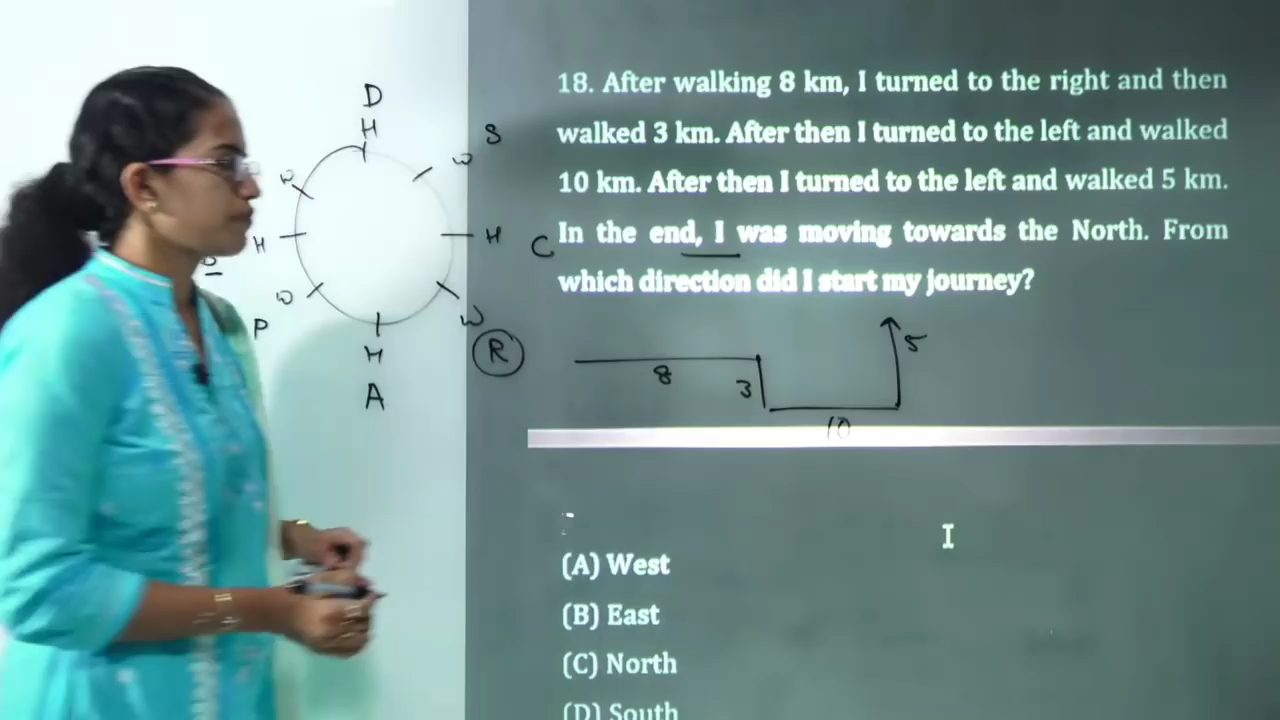 D
H
S
W
W
H
H
C
B
W
P
W
H
A
R
18. After walking 8 km, I turned to the right and then
walked 3 km. After then I turned to the left and walked
10 km. After then I turned to the left and walked 5 km.
In the end, I was moving towards the North. From
which direction did I start my journey?
8
3
10
5
(A) West
(B) East
(C) North
(D) South